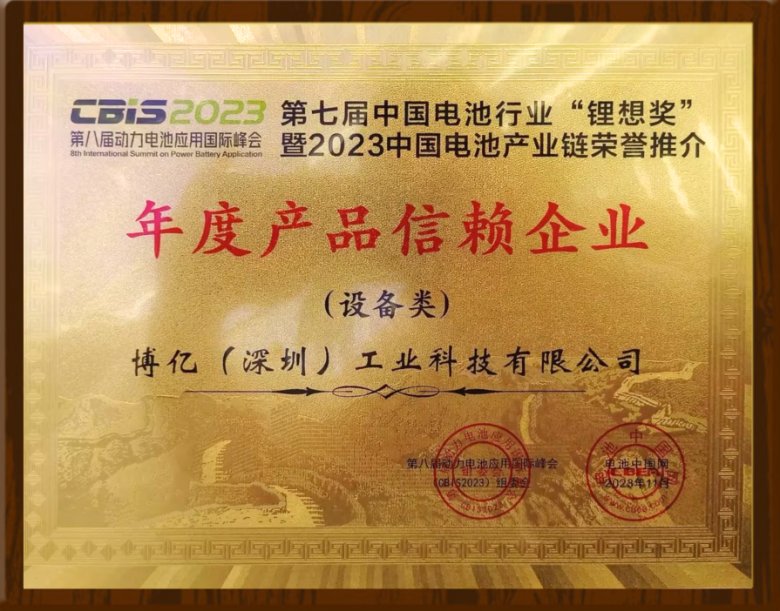 CBIS2023
第八届动力电池应用国际峰会
8th International Summit on Power Battery Application
第七届中国电池行业“锂想奖”
暨2023中国电池产业链荣誉推介
年度产品信赖企业
(设备类)
博亿（深圳）工业科技有限公司
第八届动力电池应用国际峰会
(CBIS2023) 组委会
电池中国网
2023年11月